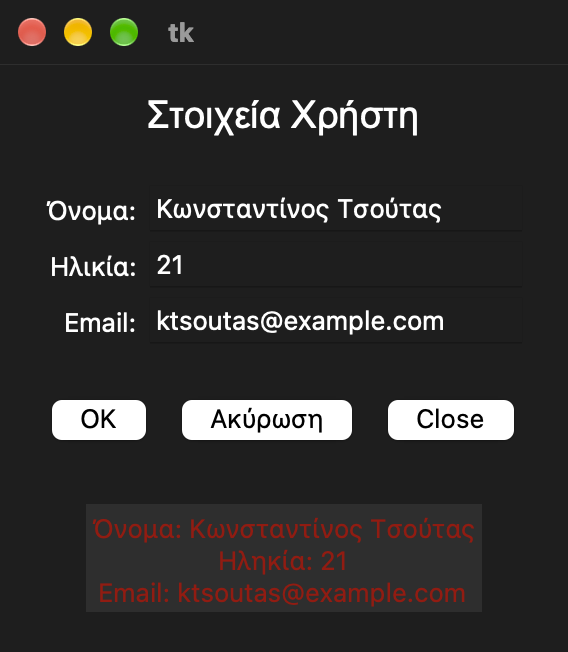 tk
Στοιχεία Χρήστη
Όνομα: Κωνσταντίνος Τσούτας
Ηλικία: 21
Email: ktsoutas@example.com
OK Ακύρωση Close
Όνομα: Κωνσταντίνος Τσούτας
Ηληκία: 21
Email: ktsoutas@example.com